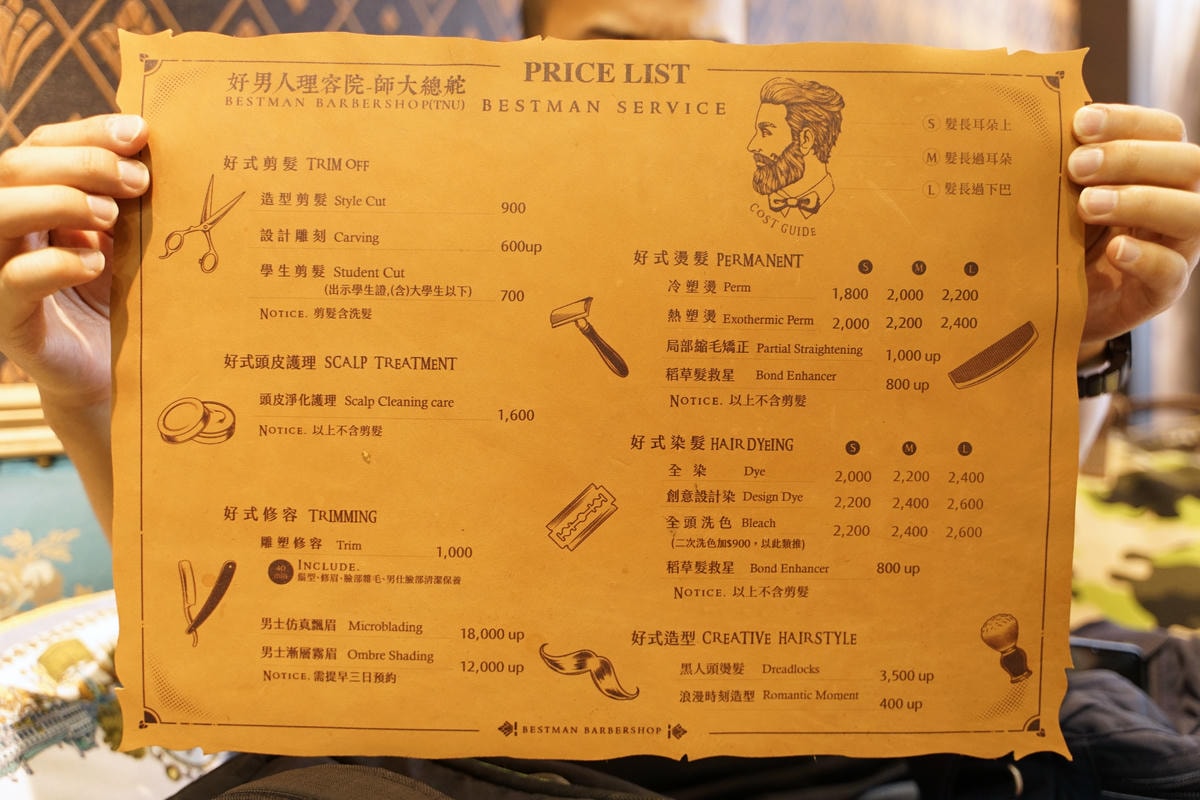 PRICE LIST
好男人理容院-師大總舵
BESTMAN BARBERSHOP(TNU) BESTMAN SERVICE
COST GUIDE
S 髮長耳朵上
M 髮長過耳朵
L 髮長過下巴
好式剪髮 TRIM OFF
造型剪髮 Style Cut 900
設計雕刻 Carving 600up
學生剪髮 Student Cut
(出示學生證,(含)大學生以下) 700
NOTICE. 剪髮含洗髮
好式頭皮護理 SCALP TREATMENT
頭皮淨化護理 Scalp Cleaning care 1,600
NOTICE. 以上不含剪髮
好式修容 TRIMMING
雕塑修容 Trim 1,000
40 min INCLUDE.
鬍型、修眉、臉部雜毛、男仕臉部清潔保養
男士仿真飄眉 Microblading 18,000 up
男士漸層霧眉 Ombre Shading 12,000 up
NOTICE. 需提早三日預約
好式燙髮 PERMANENT S M L
冷塑燙 Perm 1,800 2,000 2,200
熱塑燙 Exothermic Perm 2,000 2,200 2,400
局部縮毛矯正 Partial Straightening 1,000 up
稻草髮救星 Bond Enhancer 800 up
NOTICE. 以上不含剪髮
好式染髮 HAIR DYEING S M L
全染 Dye 2,000 2,200 2,400
創意設計染 Design Dye 2,200 2,400 2,600
全頭洗色 Bleach 2,200 2,400 2,600
(二次洗色加$900，以此類推)
稻草髮救星 Bond Enhancer 800 up
NOTICE. 以上不含剪髮
好式造型 CREATIVE HAIRSTYLE
黑人頭燙髮 Dreadlocks 3,500 up
浪漫時刻造型 Romantic Moment 400 up
BESTMAN BARBERSHOP